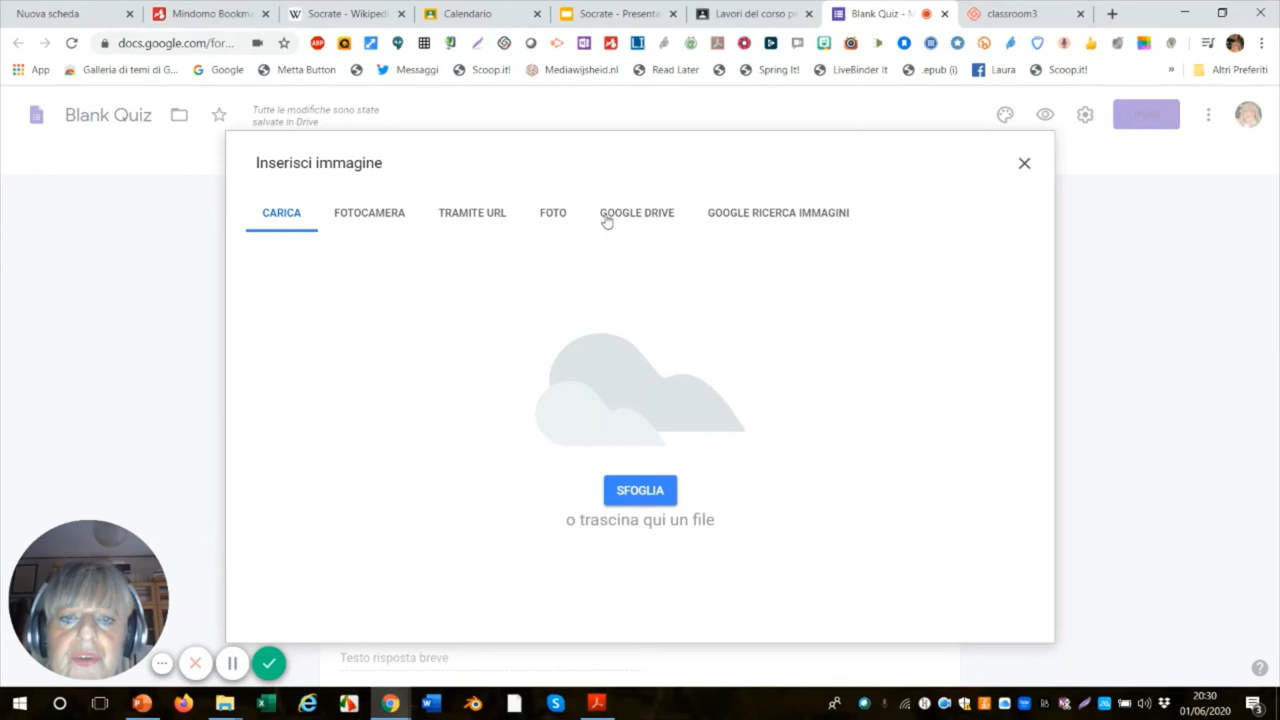 Nuova scheda
Mindomo Bookma
Socrate - Wikiped
Calendario
Socrate - Presenta
Lavori del corso pe
Blank Quiz - M
classroom3
docs.google.com/for...
App
Galleria di temi di G...
Google
Metta Button
Messaggi
Scoop.it!
Mediawijsheid.nl
Read Later
Spring It!
LiveBinder It
.epub (i)
Laura
Scoop.it!
»
Altri Preferiti
Blank Quiz
Tutte le modifiche sono state
salvate in Drive
Inserisci immagine
CARICA
FOTOCAMERA
TRAMITE URL
FOTO
GOOGLE DRIVE
GOOGLE RICERCA IMMAGINI
SFOGLIA
o trascina qui un file
Testo risposta breve
20:30
01/06/2020